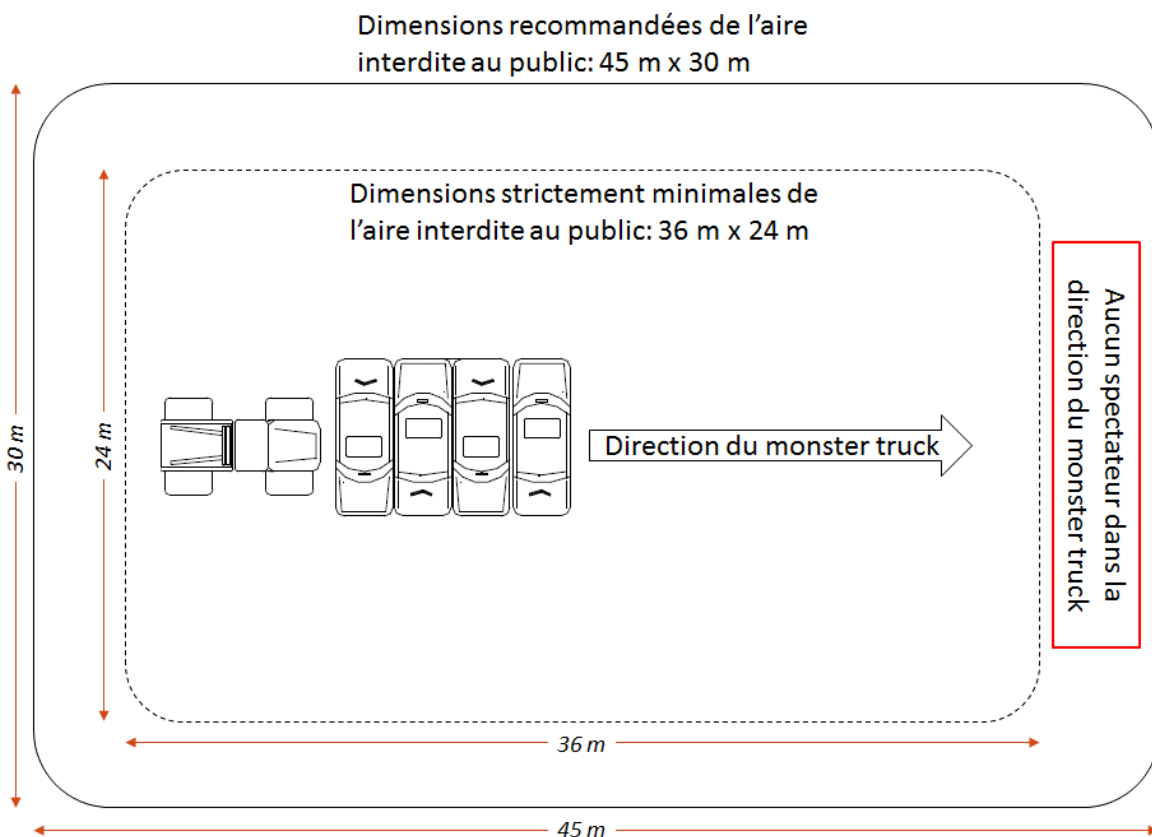 Dimensions recommandées de l'aire
interdite au public: 45 m x 30 m
Dimensions strictement minimales de
l'aire interdite au public: 36 m x 24 m
30 m
24 m
Direction du monster truck
Aucun spectateur dans la
direction du monster truck
36 m
45 m